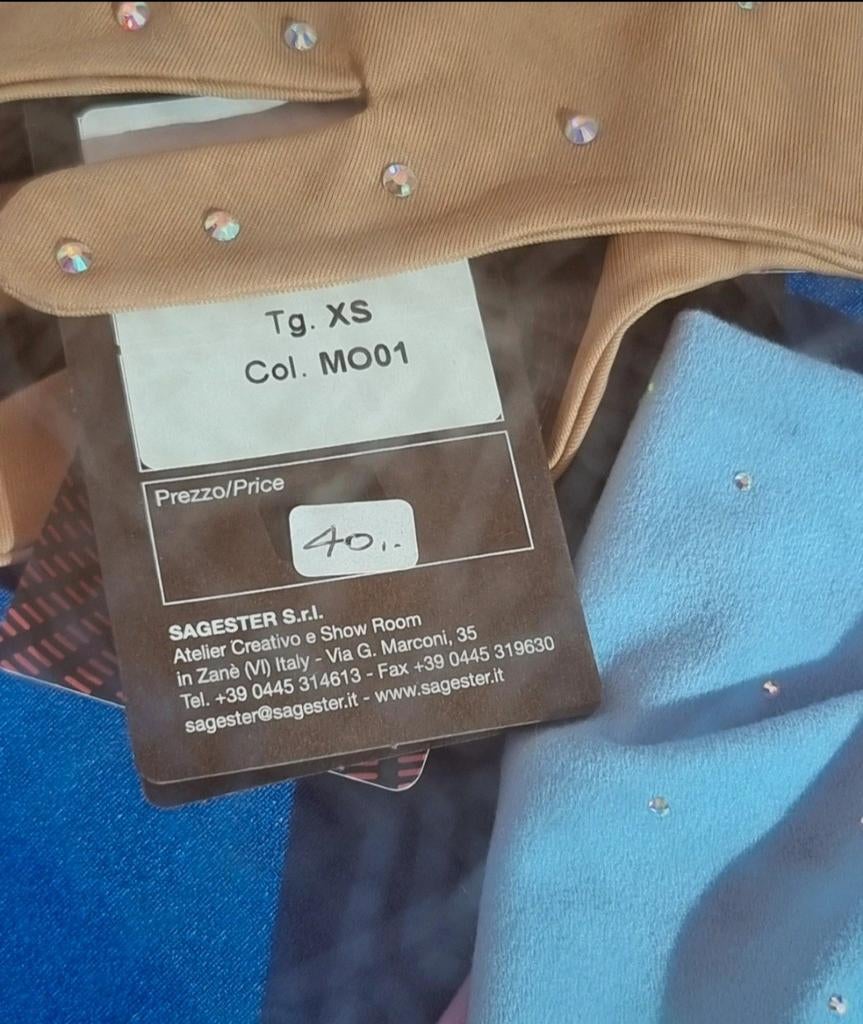 Tg. XS
Col. MO01
Prezzo/Price
40,-
SAGESTER S.r.l.
Atelier Creativo e Show Room
in Zanè (VI) Italy - Via G. Marconi, 35
Tel. +39 0445 314613 - Fax +39 0445 319630
sagester@sagester.it - www.sagester.it